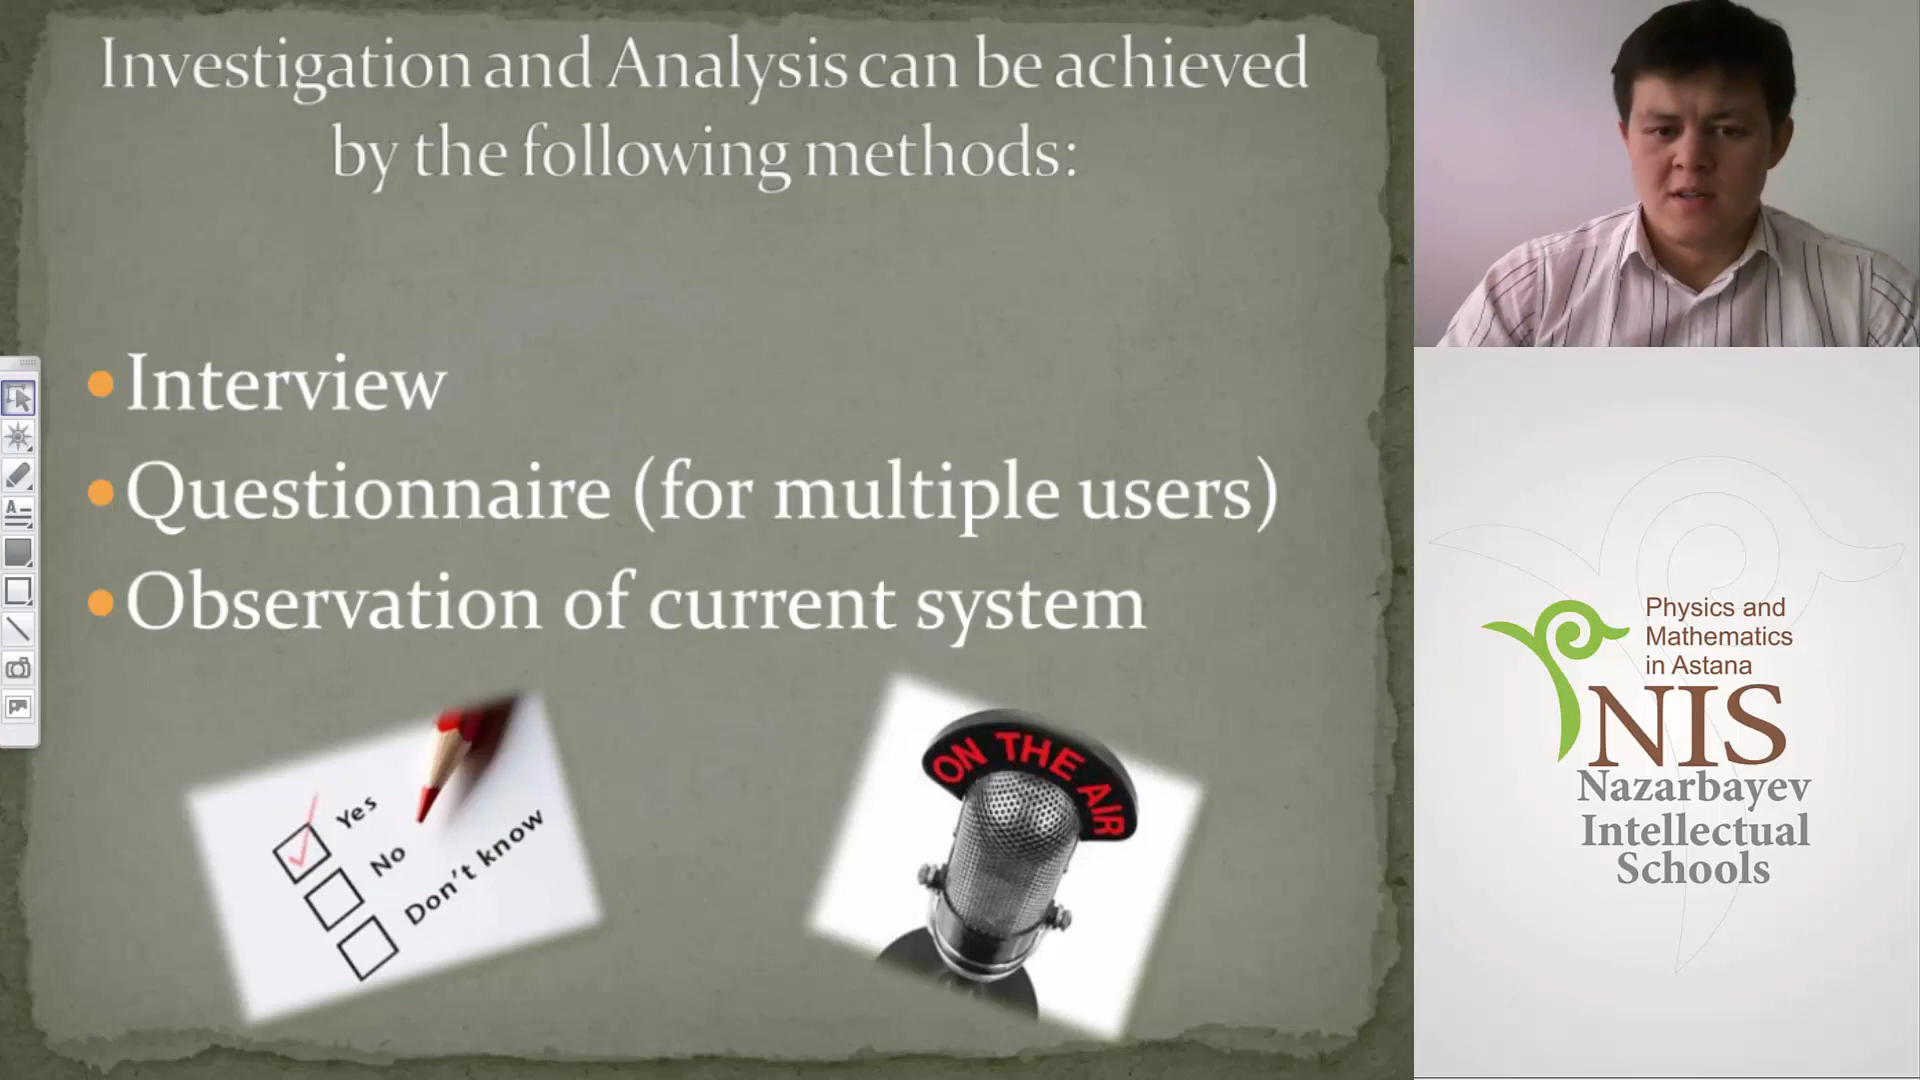 Investigation and Analysis can be achieved
by the following methods:
Interview
Questionnaire (for multiple users)
Observation of current system
Yes
No
Don't know
ON THE AIR
Physics and
Mathematics
in Astana
NIS
Nazarbayev
Intellectual
Schools